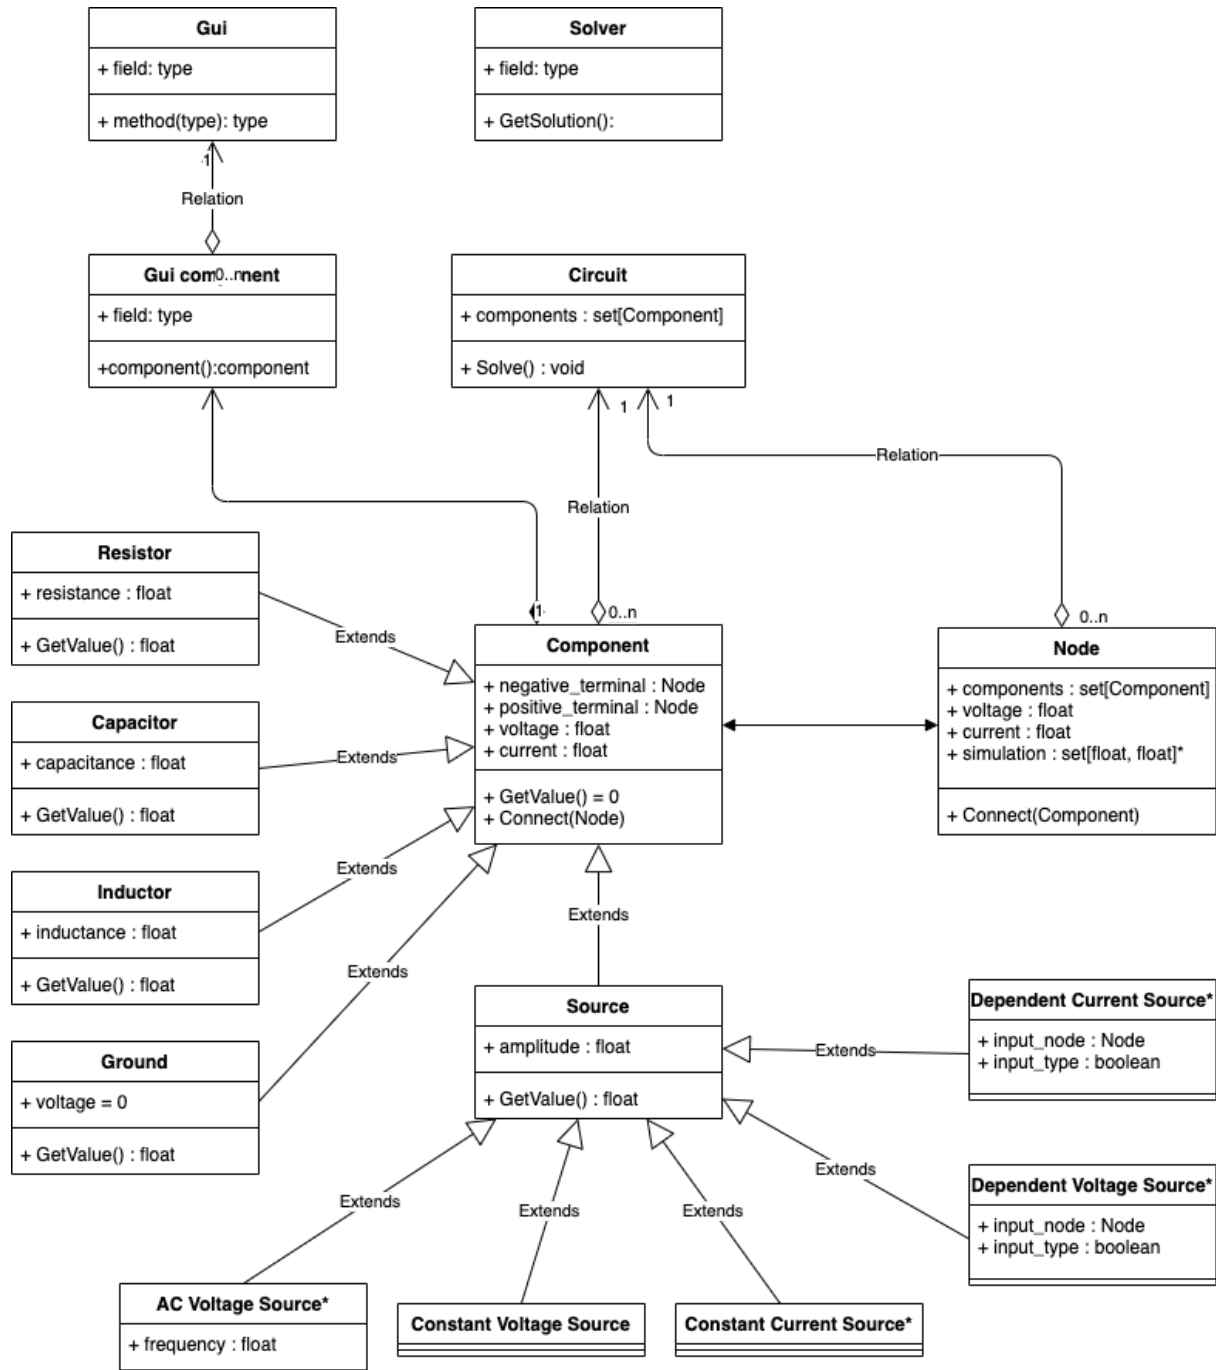 Gui
+ field: type
+ method(type): type
Solver
+ field: type
+ GetSolution():
1
Relation
Gui component
0..n
+ field: type
+component():component
Circuit
+ components : set[Component]
+ Solve() : void
1
1
Relation
Relation
Resistor
+ resistance : float
+ GetValue() : float
Extends
1
0..n
0..n
Component
+ negative_terminal : Node
+ positive_terminal : Node
+ voltage : float
+ current : float
+ GetValue() = 0
+ Connect(Node)
Node
+ components : set[Component]
+ voltage : float
+ current : float
+ simulation : set[float, float]*
+ Connect(Component)
Capacitor
+ capacitance : float
+ GetValue() : float
Extends
Inductor
+ inductance : float
+ GetValue() : float
Extends
Extends
Extends
Ground
+ voltage = 0
+ GetValue() : float
Source
+ amplitude : float
+ GetValue() : float
Extends
Dependent Current Source*
+ input_node : Node
+ input_type : boolean
Extends
Dependent Voltage Source*
+ input_node : Node
+ input_type : boolean
Extends
Extends
Extends
AC Voltage Source*
+ frequency : float
Constant Voltage Source
Constant Current Source*